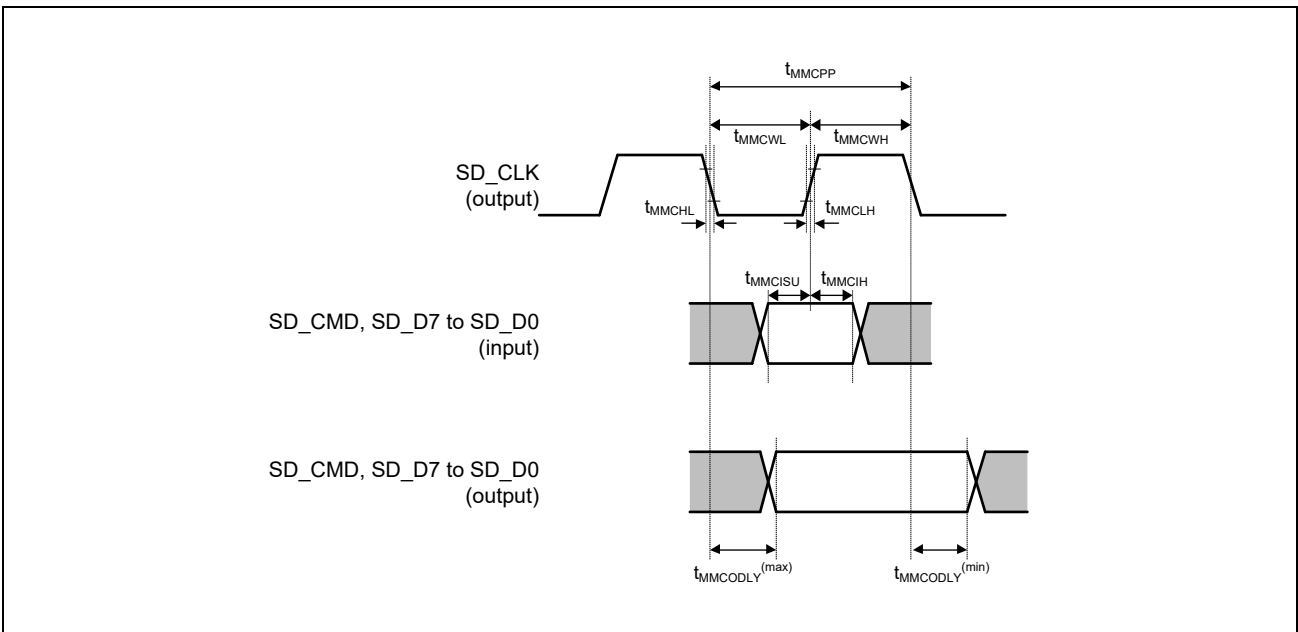 tMMCPP
tMMCWL
tMMCWH
SD_CLK
(output)
tMMCHL
tMMCLH
tMMCISU
tMMCIH
SD_CMD, SD_D7 to SD_D0
(input)
SD_CMD, SD_D7 to SD_D0
(output)
tMMCODLY(max)
tMMCODLY(min)